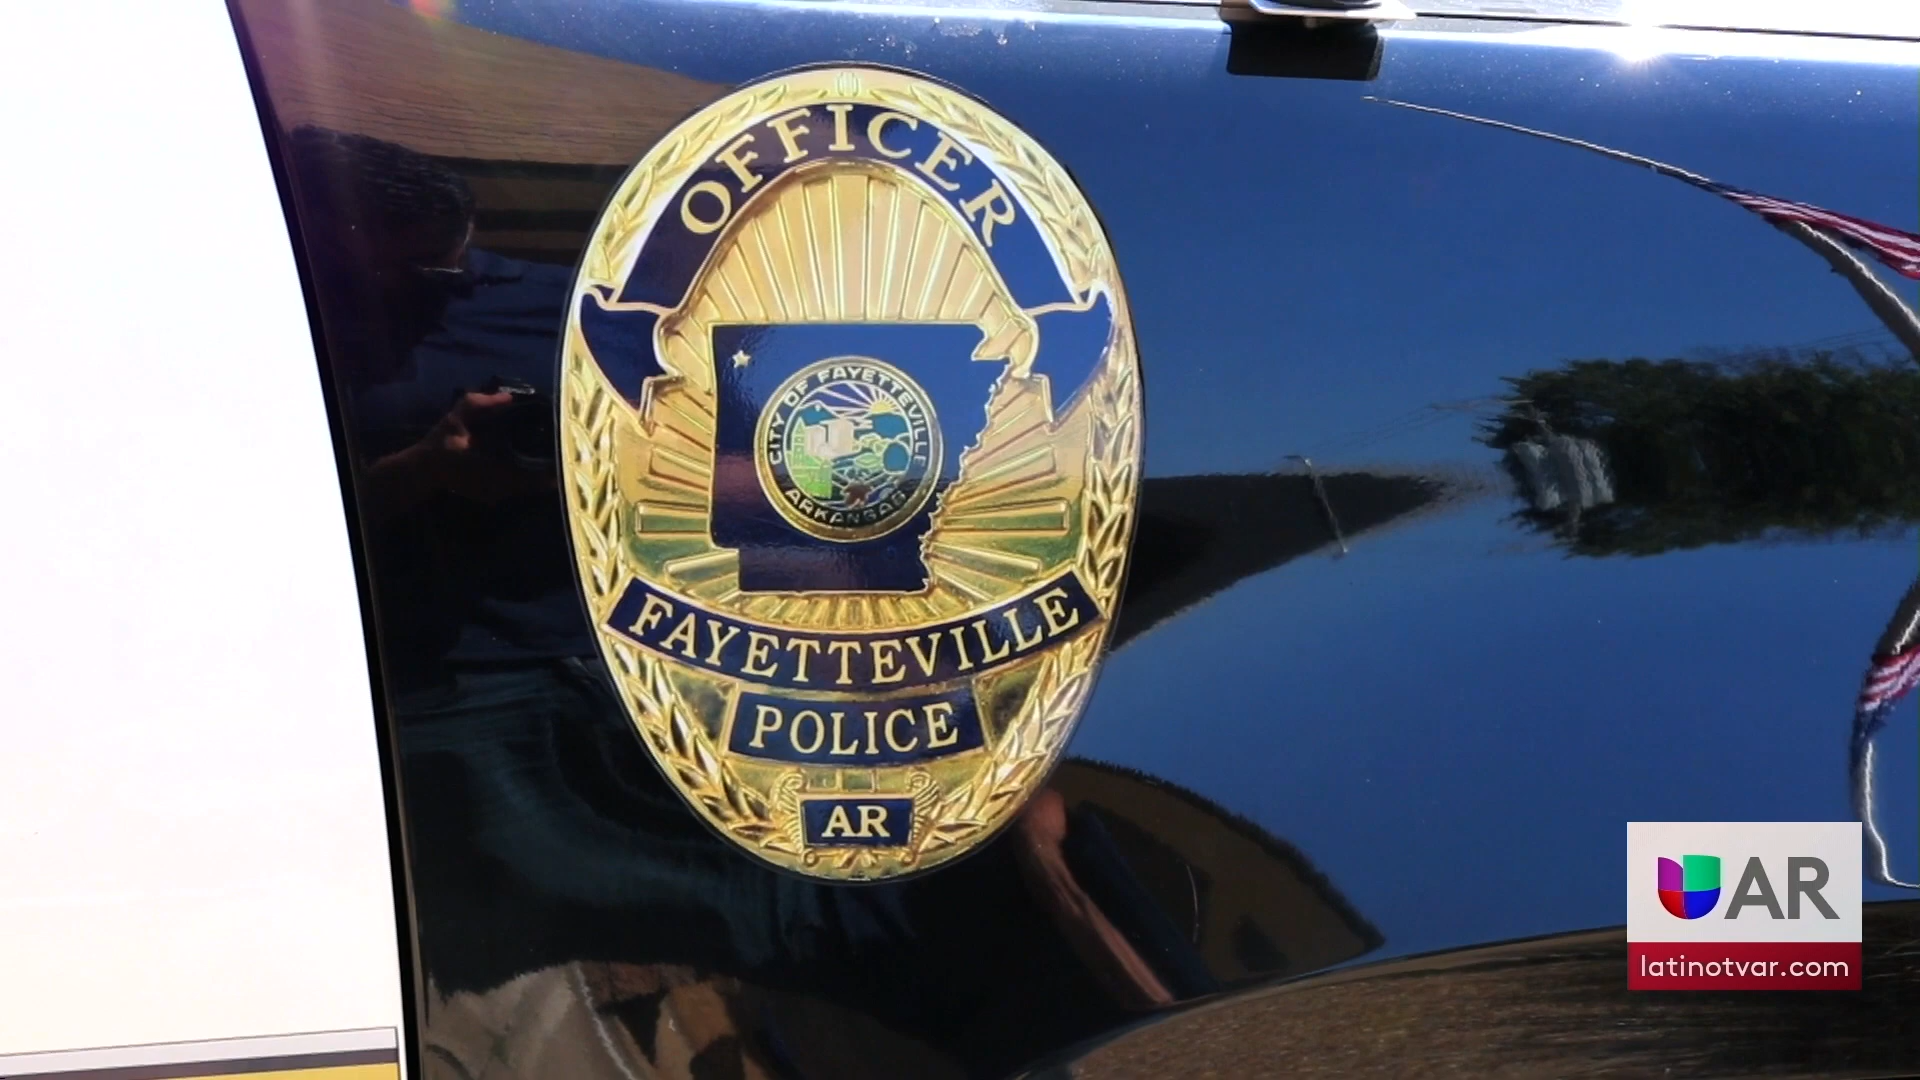 OFFICER
CITY OF FAYETTEVILLE
ARKANSAS
FAYETTEVILLE
POLICE
AR
AR
latinotvar.com